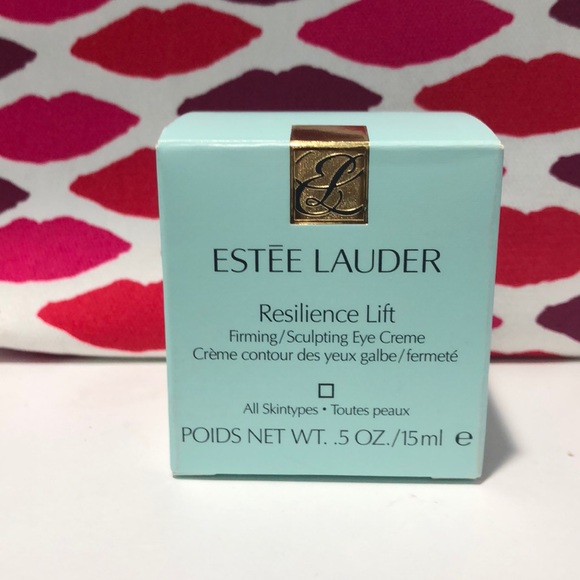 EL
ESTĒE LAUDER
Resilience Lift
Firming/Sculpting Eye Creme
Crème contour des yeux galbe/fermeté
All Skintypes • Toutes peaux
POIDS NET WT. .5 OZ./15ml ℮